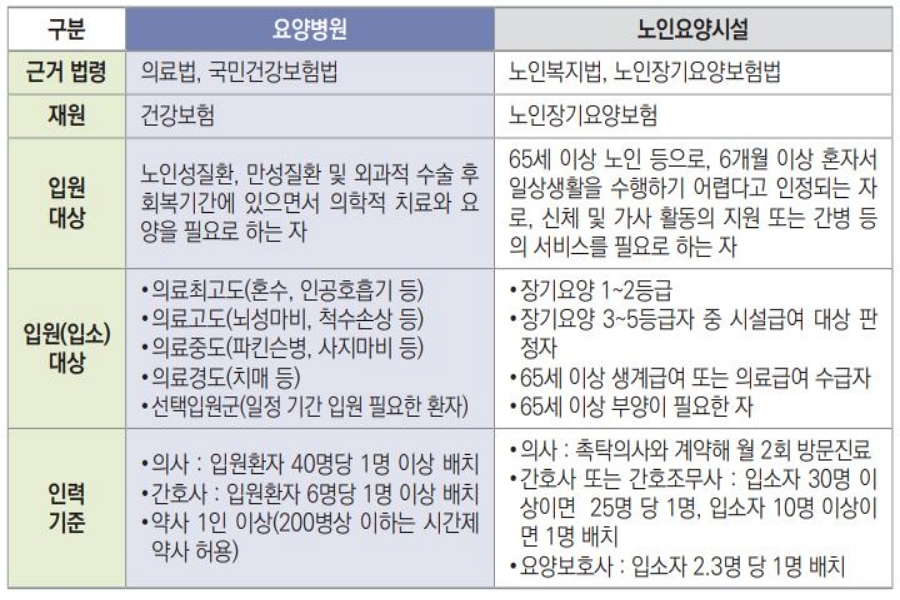 구분
요양병원
노인요양시설
근거 법령
의료법, 국민건강보험법
노인복지법, 노인장기요양보험법
재원
건강보험
노인장기요양보험
입원
대상
노인성질환, 만성질환 및 외과적 수술 후
회복기간에 있으면서 의학적 치료와 요
양을 필요로 하는 자
65세 이상 노인 등으로, 6개월 이상 혼자서
일상생활을 수행하기 어렵다고 인정되는 자
로, 신체 및 가사 활동의 지원 또는 간병 등
의 서비스를 필요로 하는 자
입원(입소)
대상
•의료최고도(혼수, 인공호흡기 등)
•의료고도(뇌성마비, 척수손상 등)
•의료중도(파킨슨병, 사지마비 등)
•의료경도(치매 등)
•선택입원군(일정 기간 입원 필요한 환자)
•장기요양 1~2등급
•장기요양 3~5등급자 중 시설급여 대상 판
정자
•65세 이상 생계급여 또는 의료급여 수급자
•65세 이상 부양이 필요한 자
인력
기준
•의사 : 입원환자 40명당 1명 이상 배치
•간호사 : 입원환자 6명당 1명 이상 배치
•약사 1인 이상(200병상 이하는 시간제
약사 허용)
•의사 : 촉탁의사와 계약해 월 2회 방문진료
•간호사 또는 간호조무사 : 입소자 30명 이
상이면 25명 당 1명, 입소자 10명 이상이
면 1명 배치
•요양보호사 : 입소자 2.3명 당 1명 배치